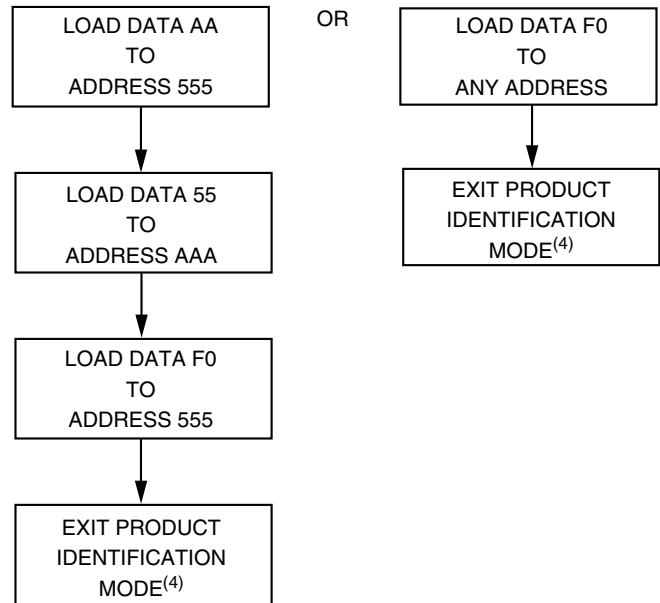 LOAD DATA AA
TO
ADDRESS 555
LOAD DATA 55
TO
ADDRESS AAA
LOAD DATA F0
TO
ADDRESS 555
EXIT PRODUCT
IDENTIFICATION
MODE(4)
OR
LOAD DATA F0
TO
ANY ADDRESS
EXIT PRODUCT
IDENTIFICATION
MODE(4)